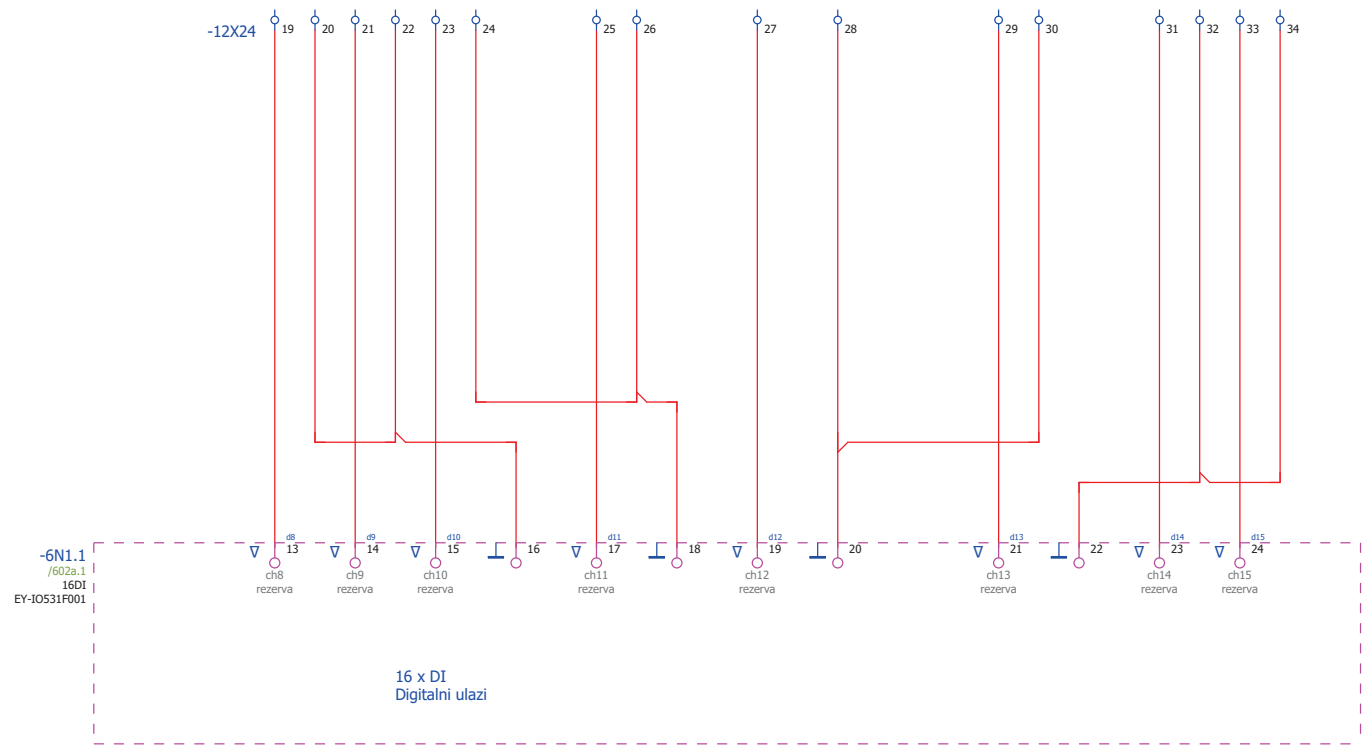 -12X24 19 20 21 22 23 24 25 26 27 28 29 30 31 32 33 34
d8 d9 d10 d11 d12 d13 d14 d15
-6N1.1 13 14 15 16 17 18 19 20 21 22 23 24
/602a.1 ch8 ch9 ch10 ch11 ch12 ch13 ch14 ch15
16DI rezerva rezerva rezerva rezerva rezerva rezerva rezerva rezerva
EY-IO531F001
16 x DI
Digitalni ulazi